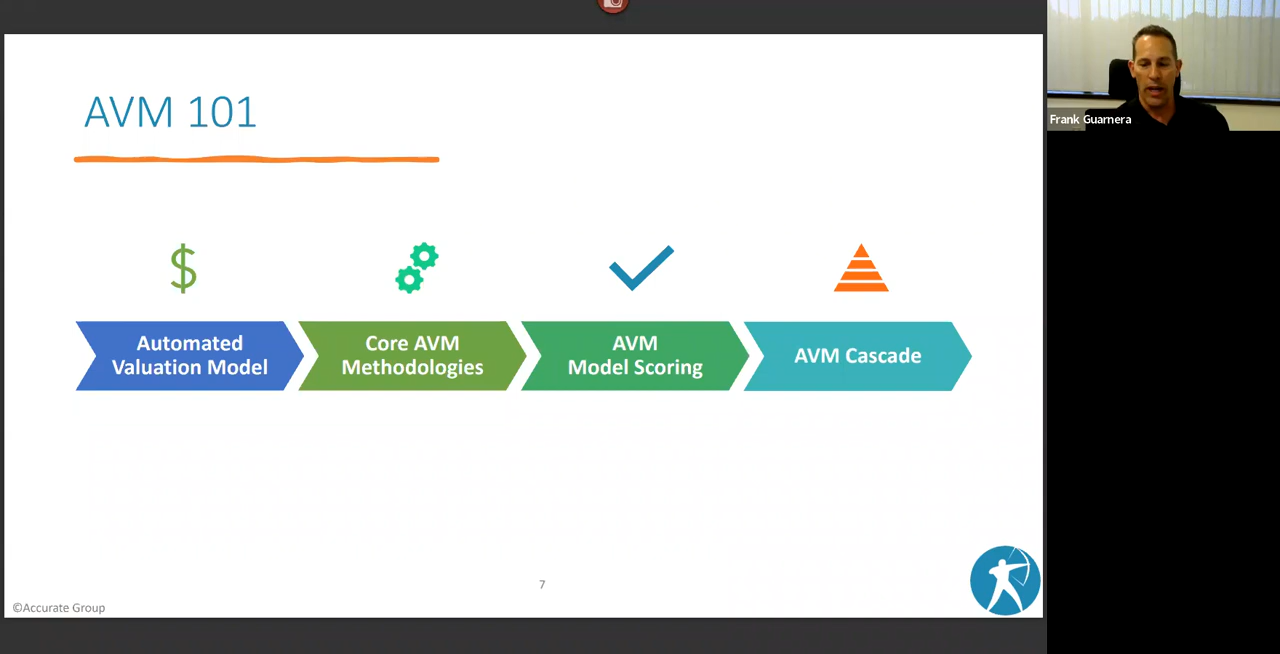 AVM 101
$
Automated
Valuation Model
Core AVM
Methodologies
AVM
Model Scoring
AVM Cascade
7
©Accurate Group
Frank Guarnera